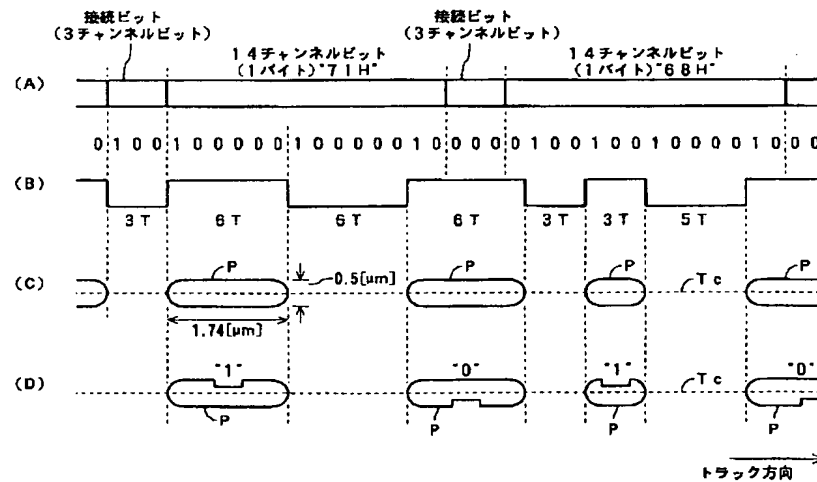 接続ビット
(3チャンネルビット)
14チャンネルビット
(1バイト)"71H"
接続ビット
(3チャンネルビット)
14チャンネルビット
(1バイト)"68H"
(A)
0 1 0 0 1 0 0 0 0 0 1 0 0 0 0 0 1 0 0 0 0 0 1 0 0 1 0 0 1 0 0 0 0 1 0 0 0
(B)
3T 6T 6T 6T 3T 3T 5T
(C)
P 0.5[μm] P P Tc P
1.74[μm]
(D)
"1" "0" "1" Tc "0"
P P P P
トラック方向